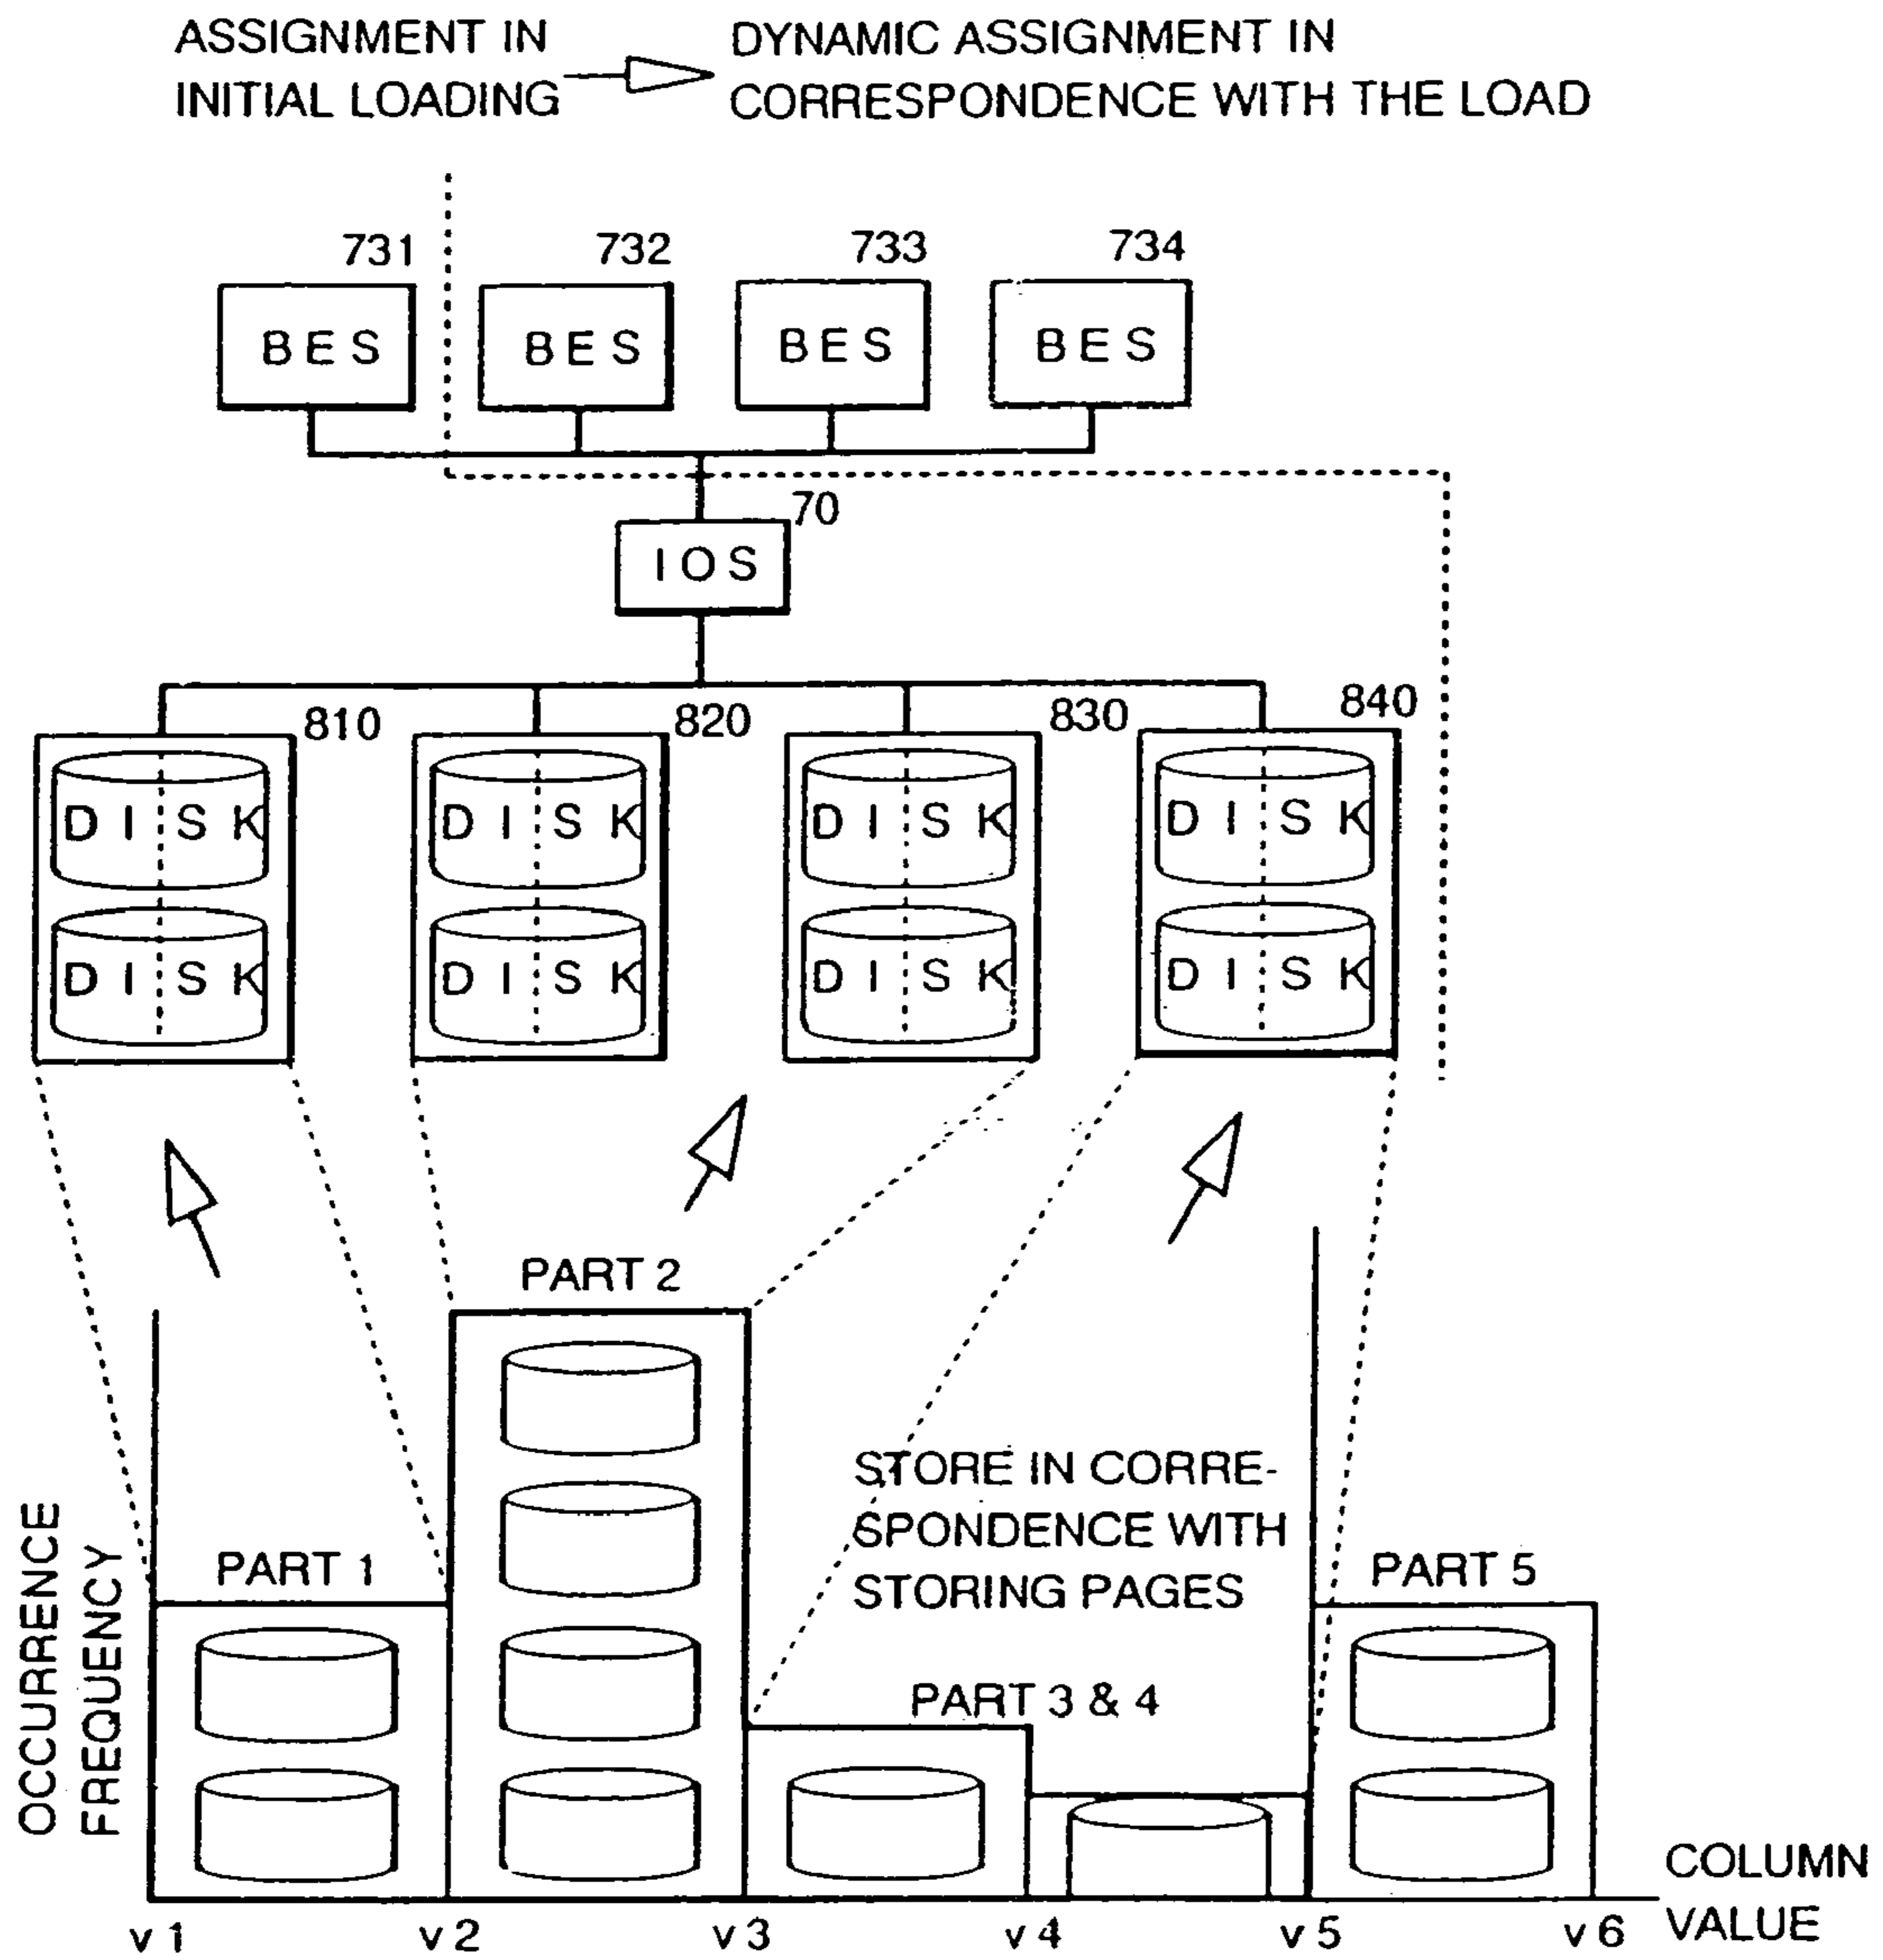 ASSIGNMENT IN
INITIAL LOADING
DYNAMIC ASSIGNMENT IN
CORRESPONDENCE WITH THE LOAD
731
732
733
734
BES
BES
BES
BES
70
IOS
810
820
830
840
DISK
DISK
DISK
DISK
DISK
DISK
DISK
DISK
PART 2
STORE IN CORRE-
SPONDENCE WITH
STORING PAGES
PART 1
PART 5
PART 3 & 4
OCCURRENCE
FREQUENCY
COLUMN
VALUE
v1
v2
v3
v4
v5
v6